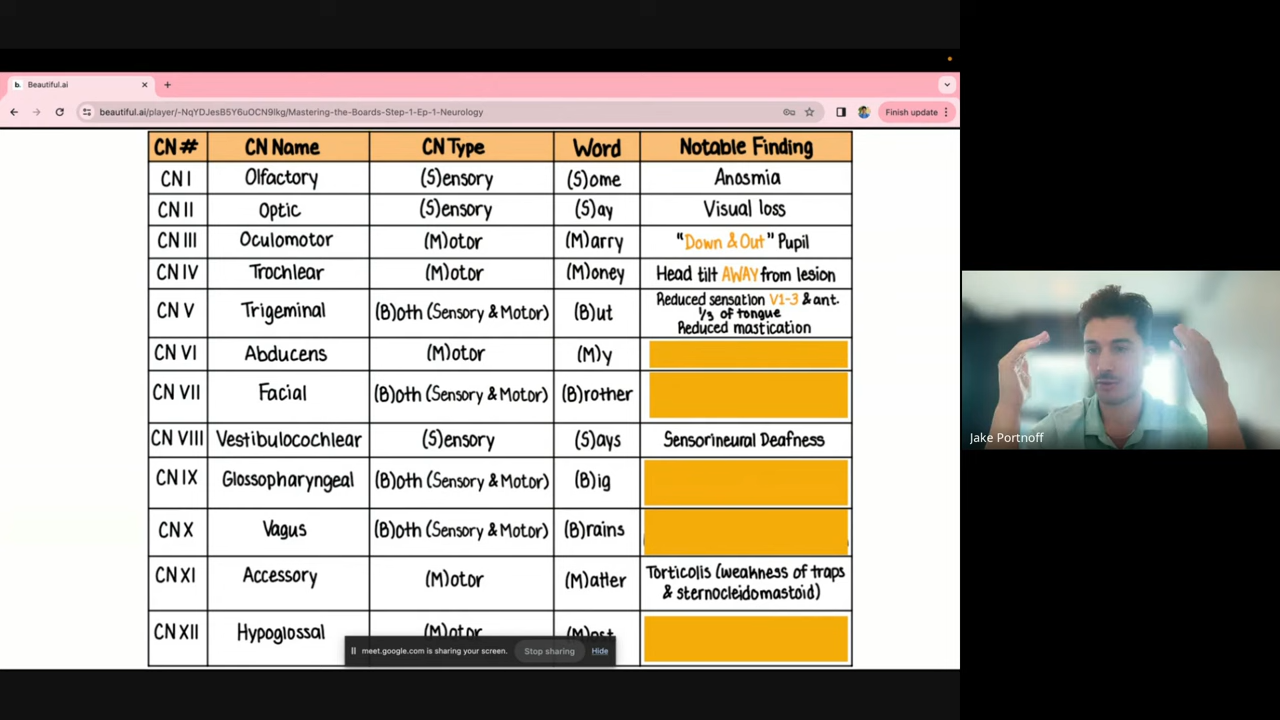 b. Beautiful.ai
beautiful.ai/player/-NqYDJesB5Y6uOCN9lkg/Mastering-the-Boards-Step-1-Ep-1-Neurology
Finish update
CN # CN Name CN Type Word Notable Finding
CN I Olfactory (S)ensory (S)ome Anosmia
CN II Optic (S)ensory (S)ay Visual loss
CN III Oculomotor (M)otor (M)arry "Down & Out" Pupil
CN IV Trochlear (M)otor (M)oney Head tilt AWAY from lesion
CN V Trigeminal (B)oth (Sensory & Motor) (B)ut Reduced sensation V1-3 & ant.
1/3 of tongue
Reduced mastication
CN VI Abducens (M)otor (M)y
CN VII Facial (B)oth (Sensory & Motor) (B)rother
CN VIII Vestibulocochlear (S)ensory (S)ays Sensorineural Deafness
CN IX Glossopharyngeal (B)oth (Sensory & Motor) (B)ig
CN X Vagus (B)oth (Sensory & Motor) (B)rains
CN XI Accessory (M)otor (M)atter Torticolis (weakness of traps
& sternocleidomastoid)
CN XII Hypoglossal (M)otor (M)ost
meet.google.com is sharing your screen. Stop sharing Hide
Jake Portnoff